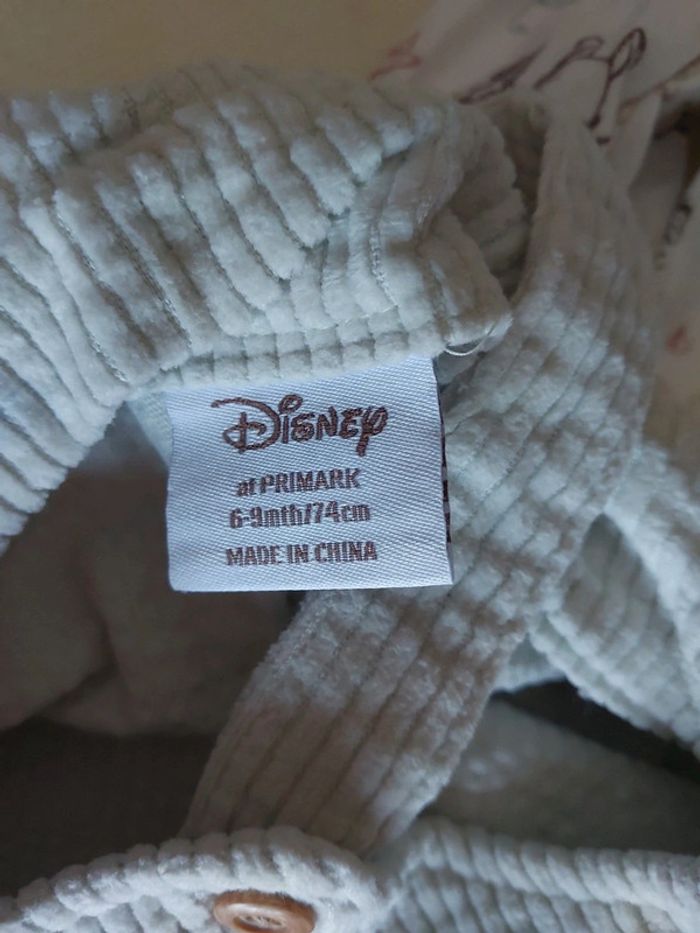 Disney
at PRIMARK
6-9mth/74cm
MADE IN CHINA